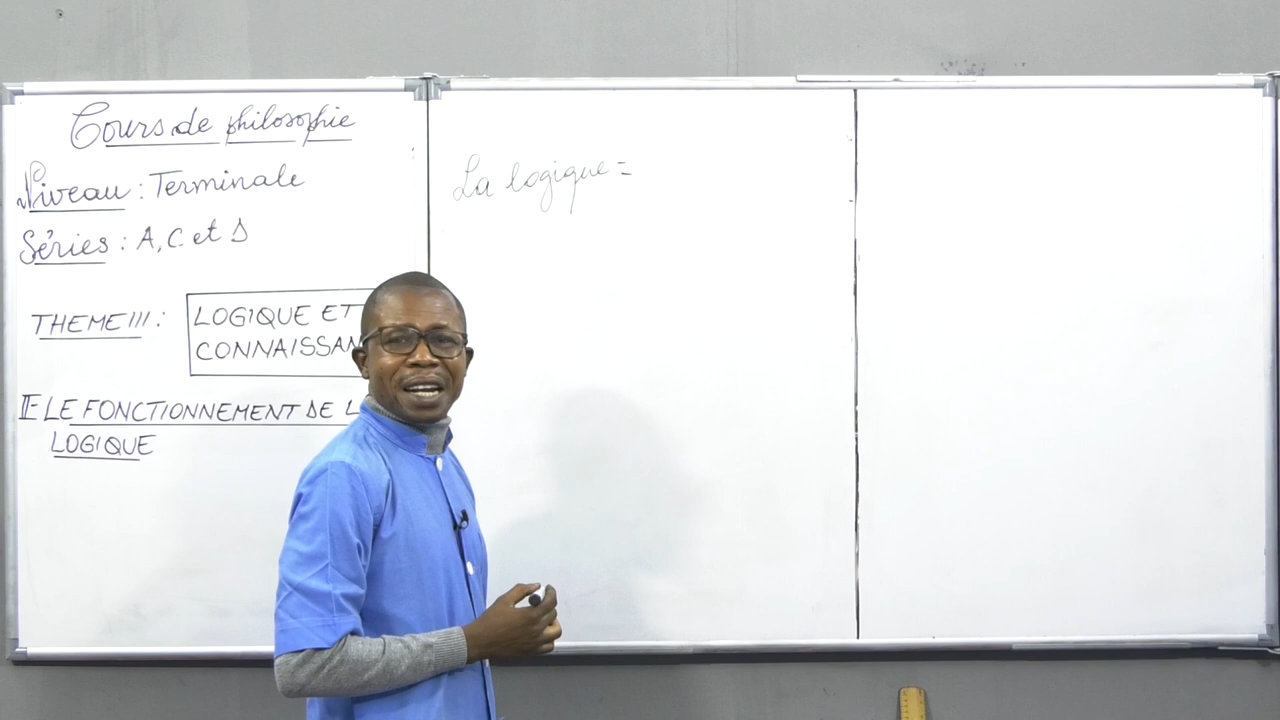 Cours de philosophie
Niveau : Terminale
Séries : A, C et D
THEME III : LOGIQUE ET
CONNAISSAN
II- LE FONCTIONNEMENT DE L
LOGIQUE
La logique =